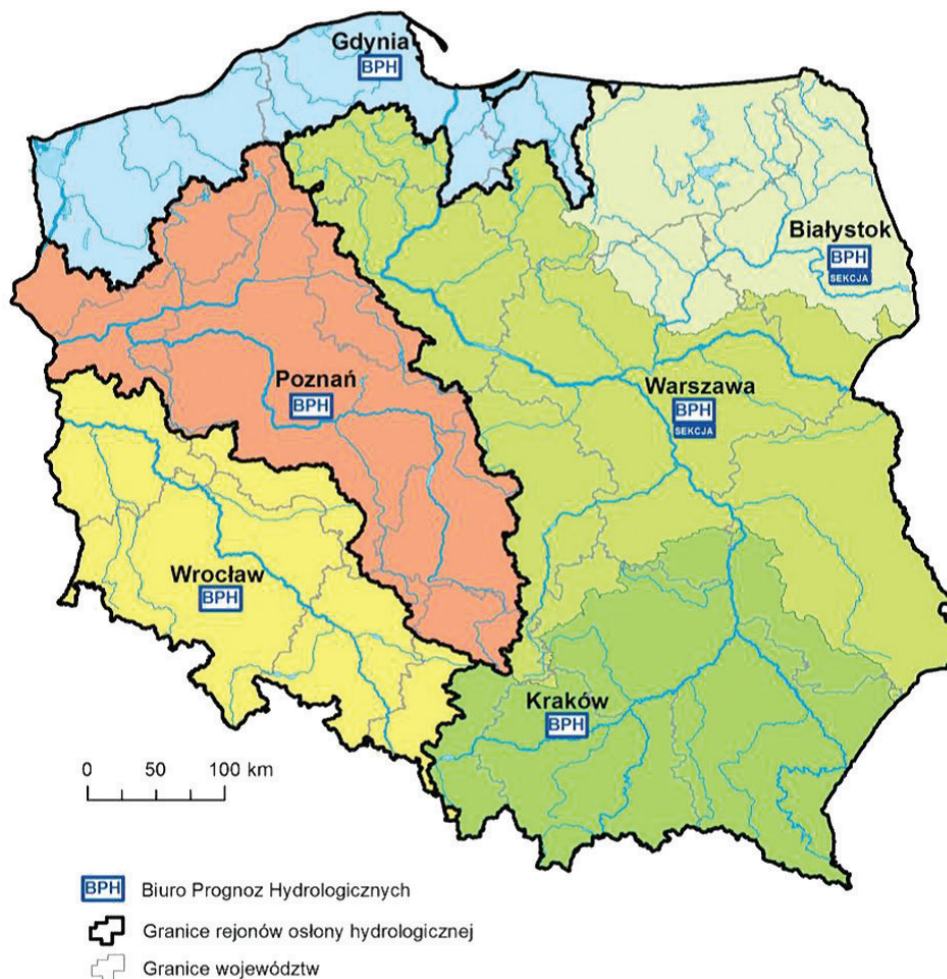 Gdynia
BPH
Białystok
BPH
SEKCJA
Poznań
BPH
Warszawa
BPH
SEKCJA
Wrocław
BPH
Kraków
BPH
0 50 100 km
BPH Biuro Prognoz Hydrologicznych
Granice rejonów osłony hydrologicznej
Granice województw